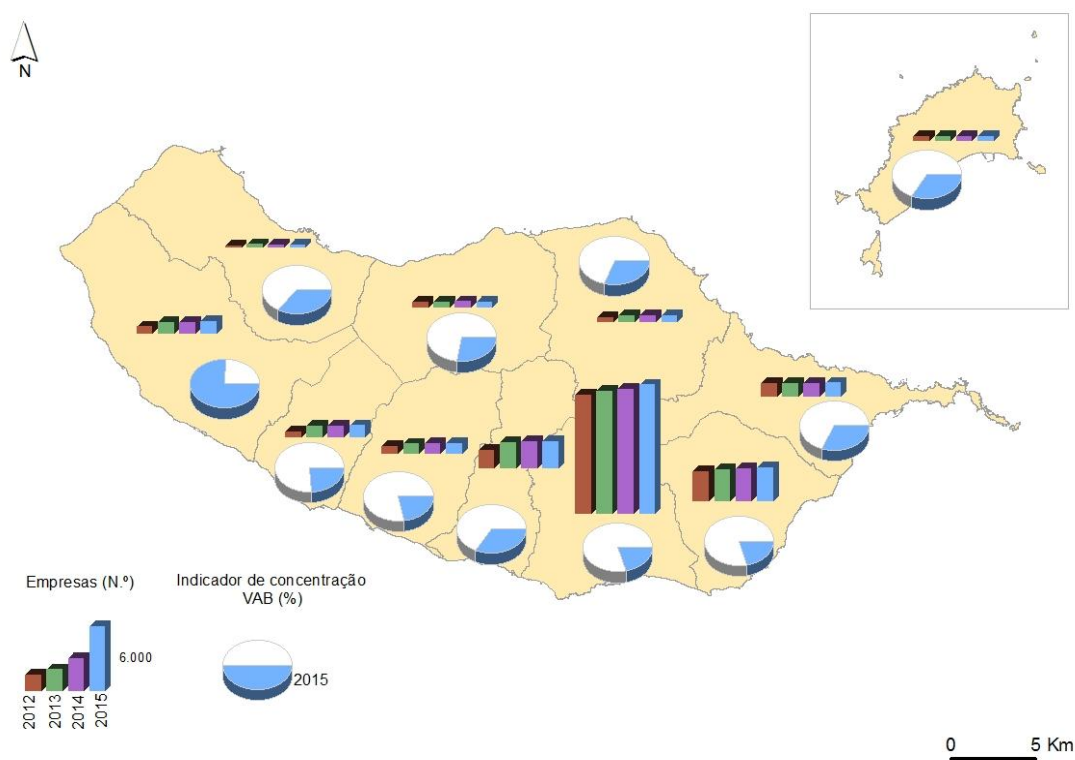 N
Empresas (N.º)
6.000
2012
2013
2014
2015
Indicador de concentração
VAB (%)
2015
0 5 Km